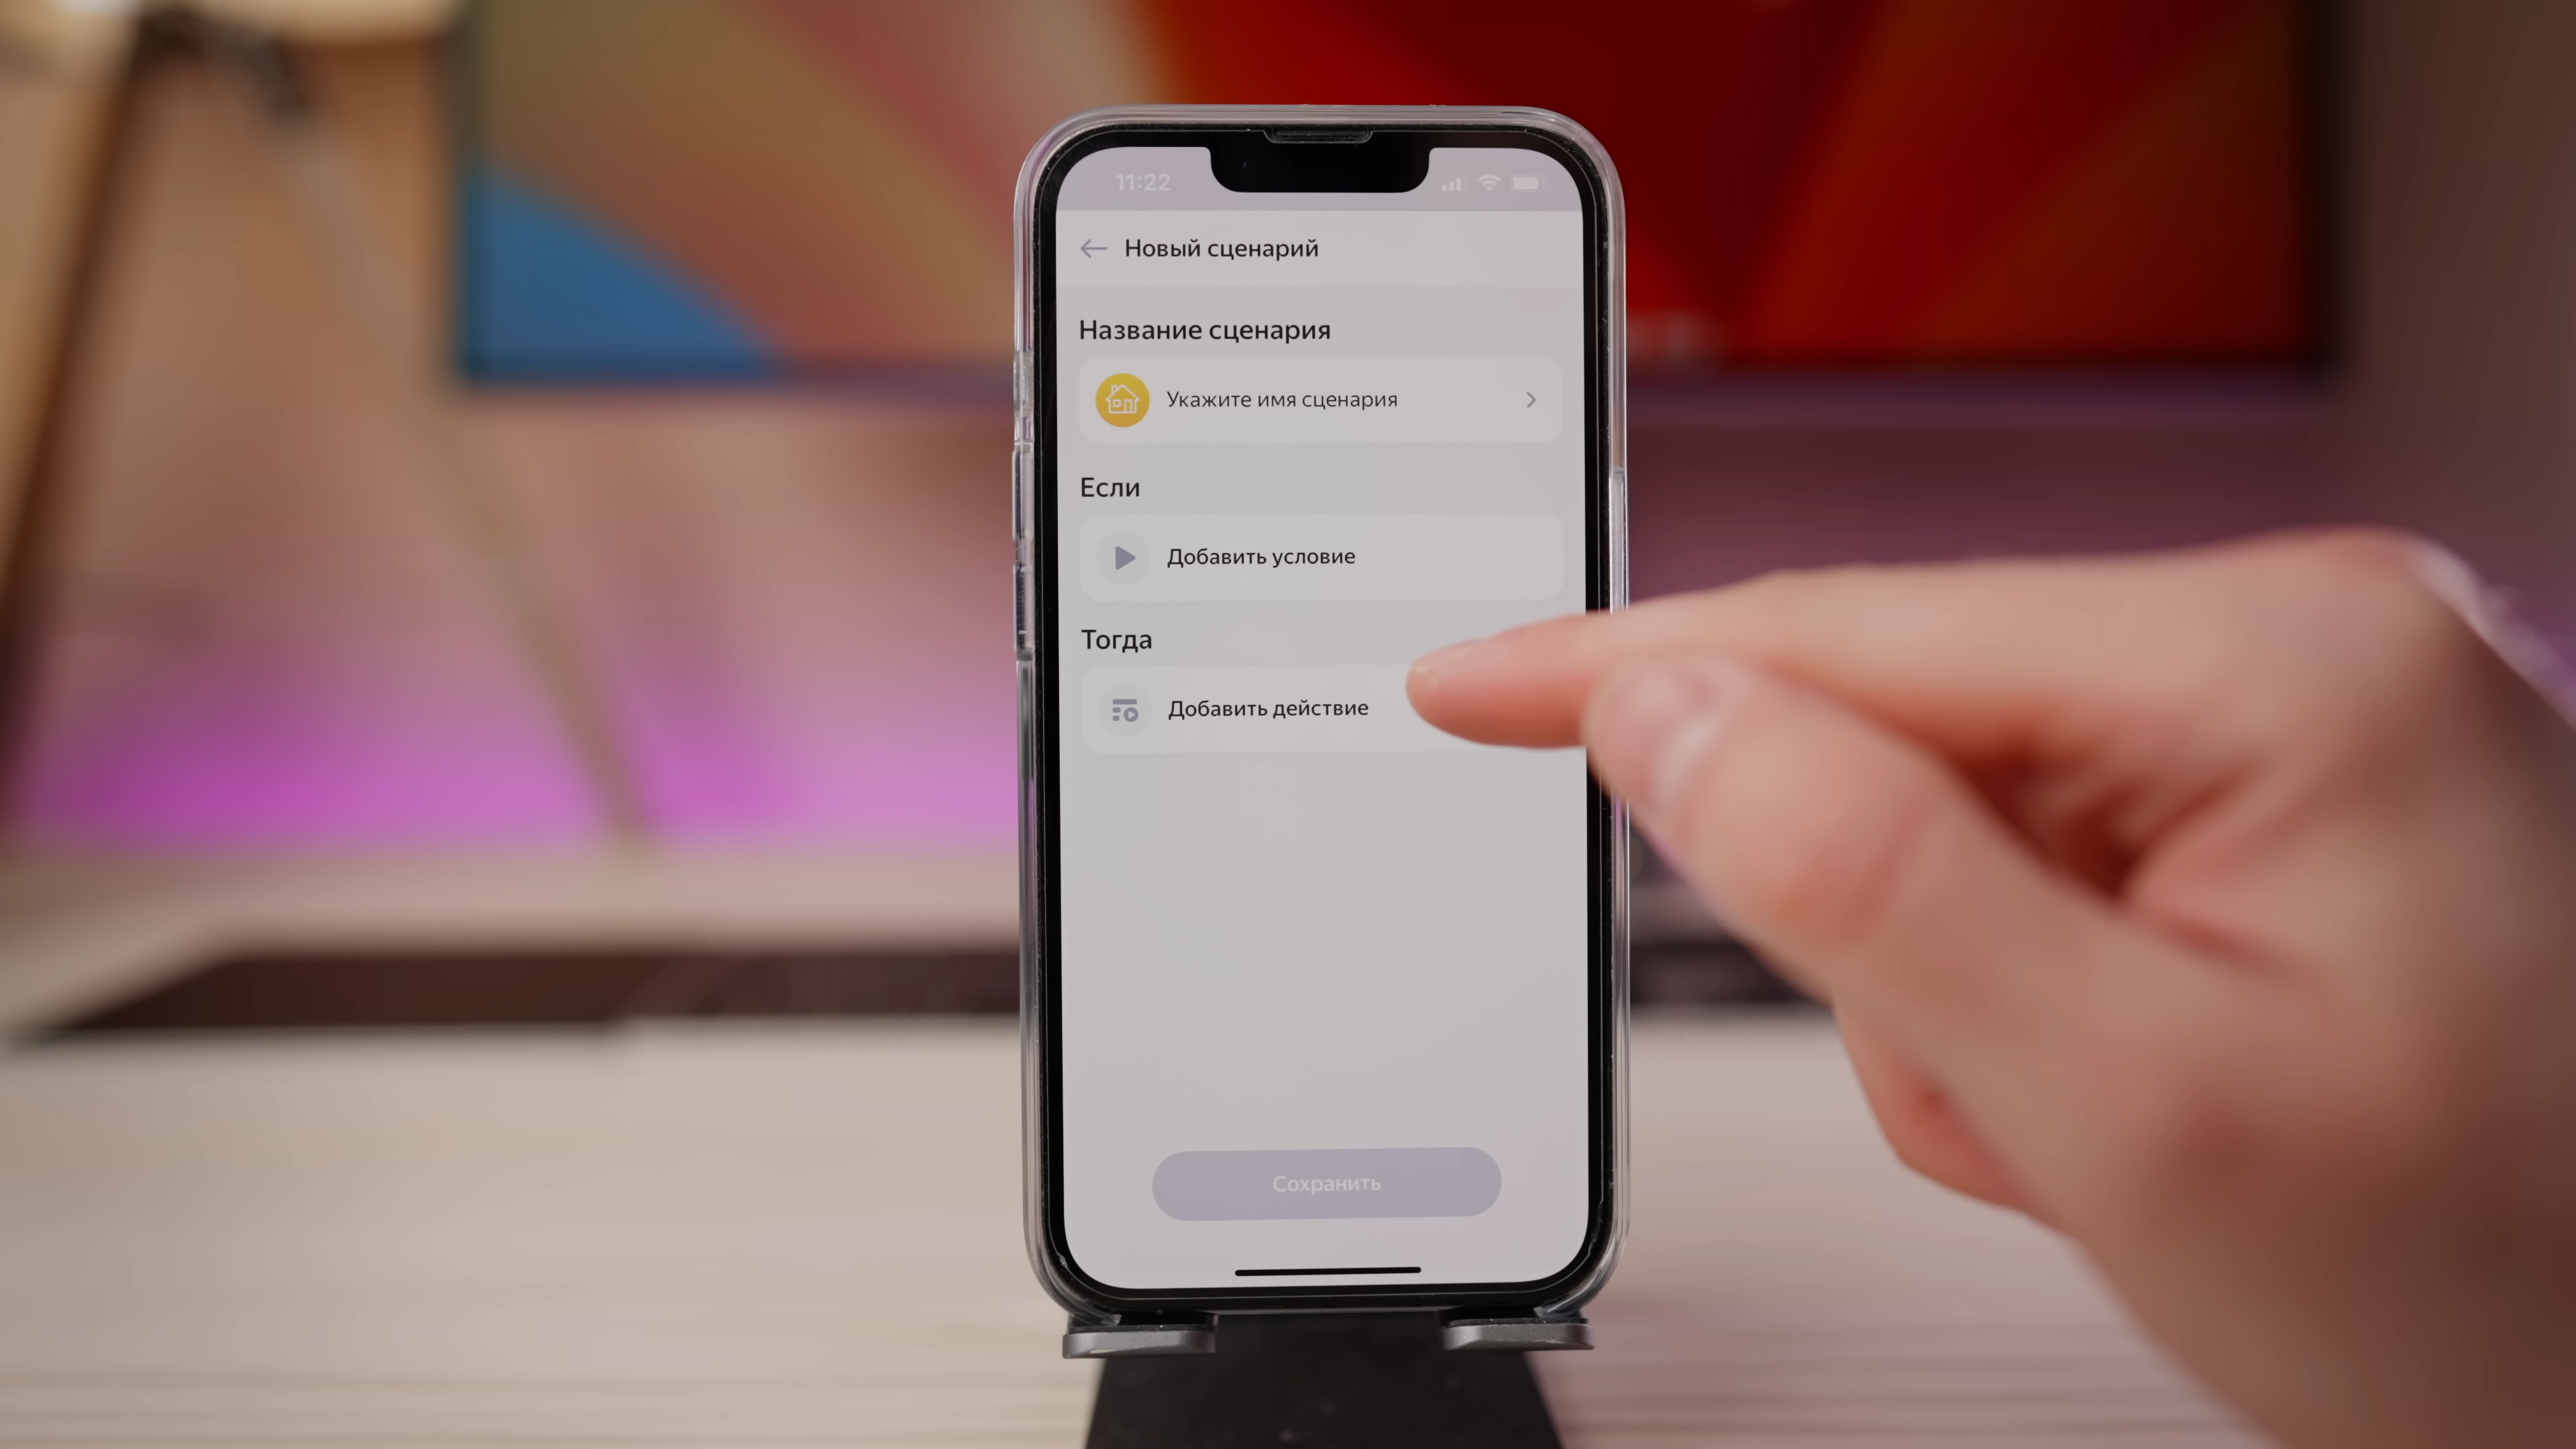 11:22
Новый сценарий
Название сценария
Укажите имя сценария
Если
Добавить условие
Тогда
Добавить действие
Сохранить